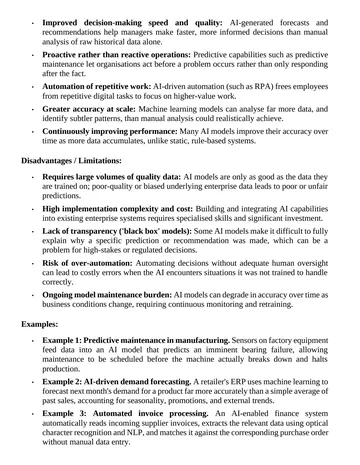 • Improved decision-making speed and quality: AI-generated forecasts and
recommendations help managers make faster, more informed decisions than manual
analysis of raw historical data alone.
• Proactive rather than reactive operations: Predictive capabilities such as predictive
maintenance let organisations act before a problem occurs rather than only responding
after the fact.
• Automation of repetitive work: AI-driven automation (such as RPA) frees employees
from repetitive digital tasks to focus on higher-value work.
• Greater accuracy at scale: Machine learning models can analyse far more data, and
identify subtler patterns, than manual analysis could realistically achieve.
• Continuously improving performance: Many AI models improve their accuracy over
time as more data accumulates, unlike static, rule-based systems.
Disadvantages / Limitations:
• Requires large volumes of quality data: AI models are only as good as the data they
are trained on; poor-quality or biased underlying enterprise data leads to poor or unfair
predictions.
• High implementation complexity and cost: Building and integrating AI capabilities
into existing enterprise systems requires specialised skills and significant investment.
• Lack of transparency ('black box' models): Some AI models make it difficult to fully
explain why a specific prediction or recommendation was made, which can be a
problem for high-stakes or regulated decisions.
• Risk of over-automation: Automating decisions without adequate human oversight
can lead to costly errors when the AI encounters situations it was not trained to handle
correctly.
• Ongoing model maintenance burden: AI models can degrade in accuracy over time as
business conditions change, requiring continuous monitoring and retraining.
Examples:
• Example 1: Predictive maintenance in manufacturing. Sensors on factory equipment
feed data into an AI model that predicts an imminent bearing failure, allowing
maintenance to be scheduled before the machine actually breaks down and halts
production.
• Example 2: AI-driven demand forecasting. A retailer's ERP uses machine learning to
forecast next month's demand for a product far more accurately than a simple average of
past sales, accounting for seasonality, promotions, and external trends.
• Example 3: Automated invoice processing. An AI-enabled finance system
automatically reads incoming supplier invoices, extracts the relevant data using optical
character recognition and NLP, and matches it against the corresponding purchase order
without manual data entry.